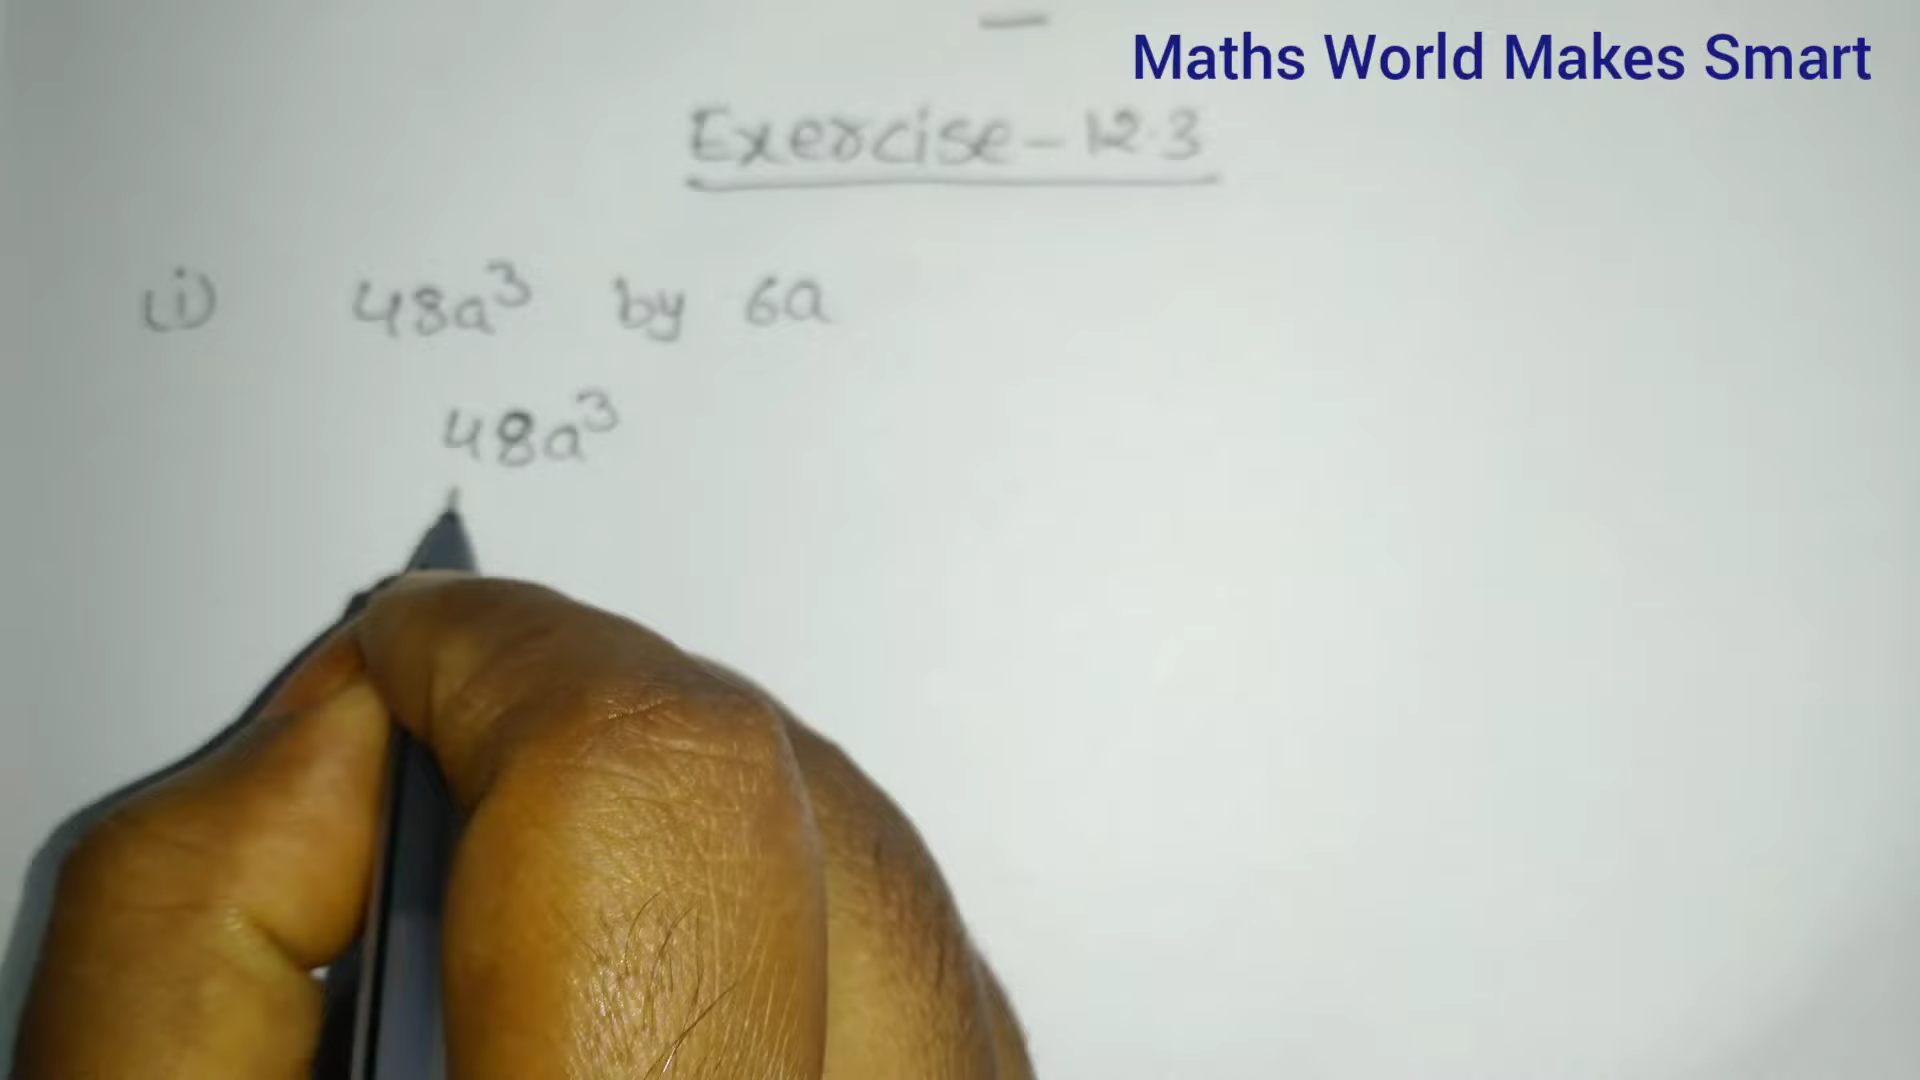 Maths World Makes Smart
Exercise - 12.3
(i) 48a³ by 6a
48a³